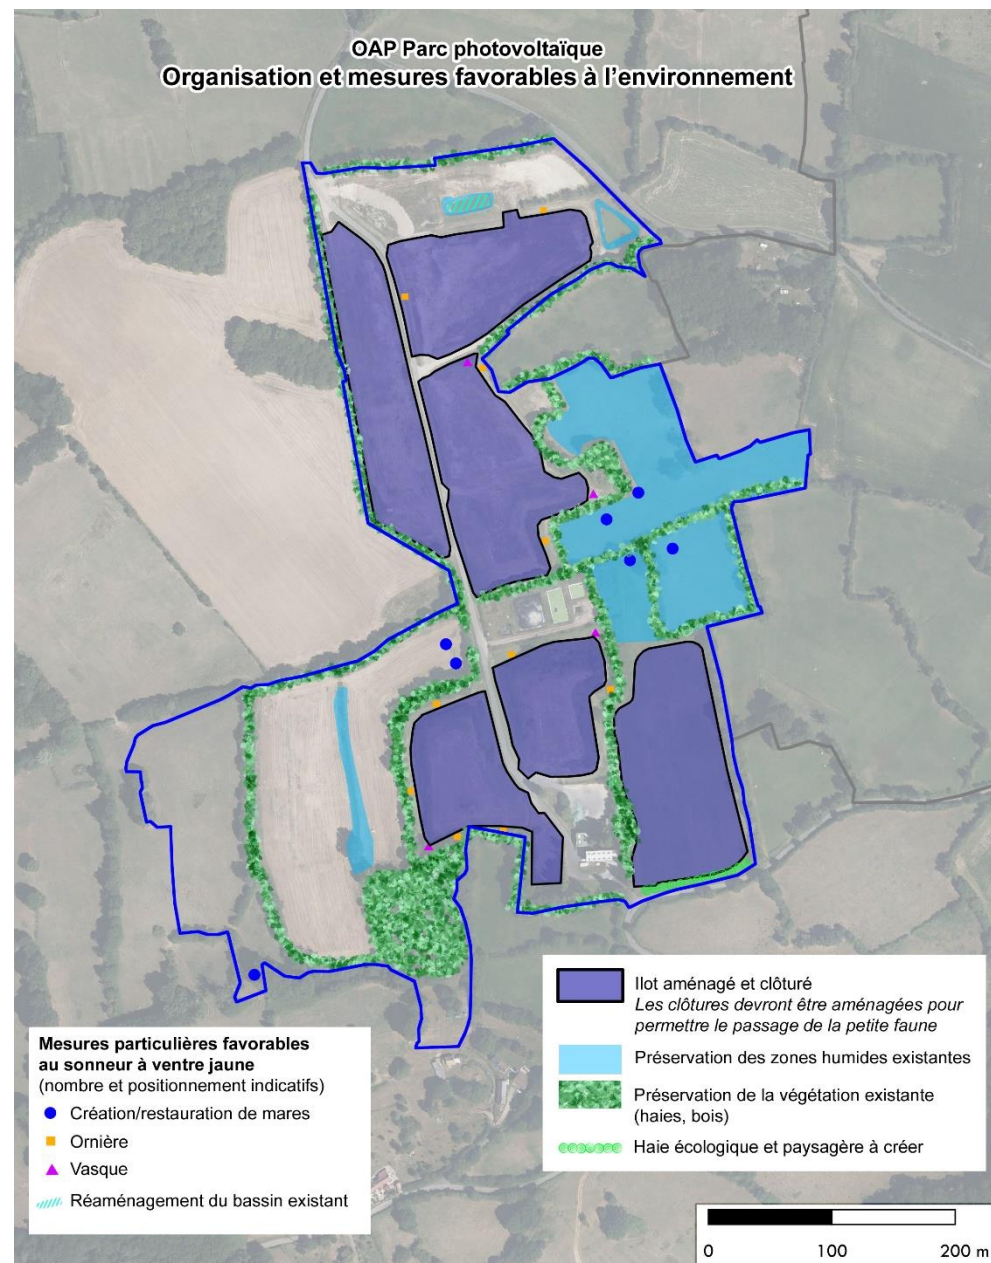 OAP Parc photovoltaïque
Organisation et mesures favorables à l'environnement
Ilot aménagé et clôturé
Les clôtures devront être aménagées pour
permettre le passage de la petite faune
Préservation des zones humides existantes
Préservation de la végétation existante
(haies, bois)
Haie écologique et paysagère à créer
Mesures particulières favorables
au sonneur à ventre jaune
(nombre et positionnement indicatifs)
Création/restauration de mares
Ornière
Vasque
Réaménagement du bassin existant
0 100 200 m